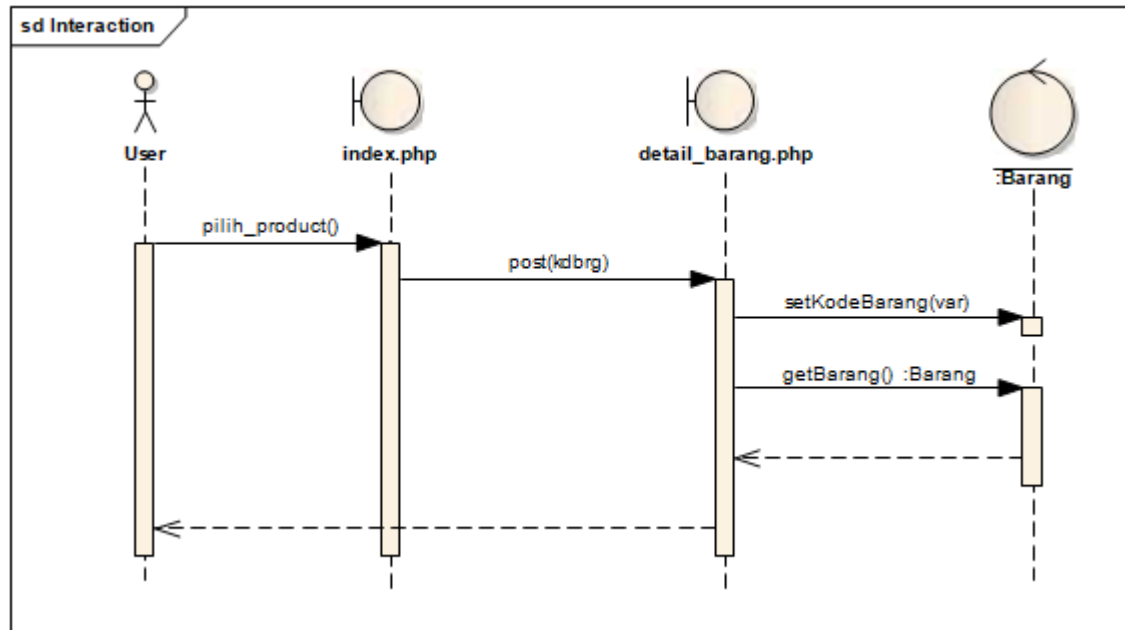 sd Interaction
User
index.php
detail_barang.php
:Barang
pilih_product()
post(kdbrg)
setKodeBarang(var)
getBarang() :Barang